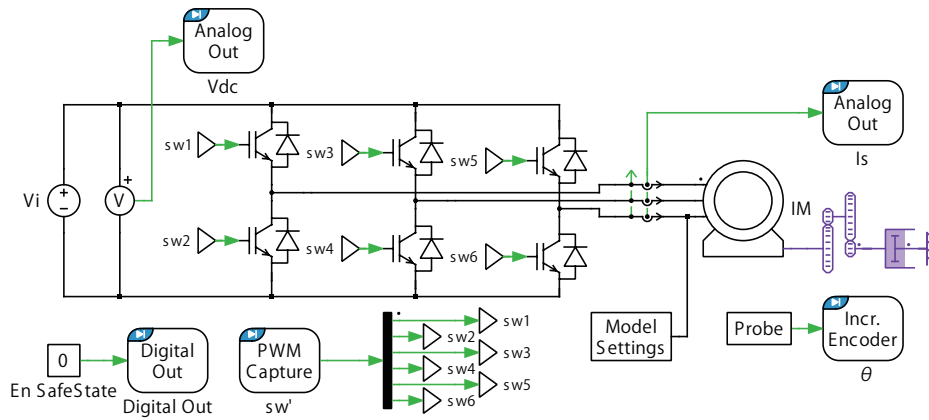 Analog
Out
Vdc
Analog
Out
Is
sw1
sw3
sw5
Vi
V
+
IM
sw2
sw4
sw6
0
En SafeState
Digital
Out
Digital Out
PWM
Capture
sw'
sw1
sw2
sw3
sw4
sw5
sw6
Model
Settings
Probe
Incr.
Encoder
θ